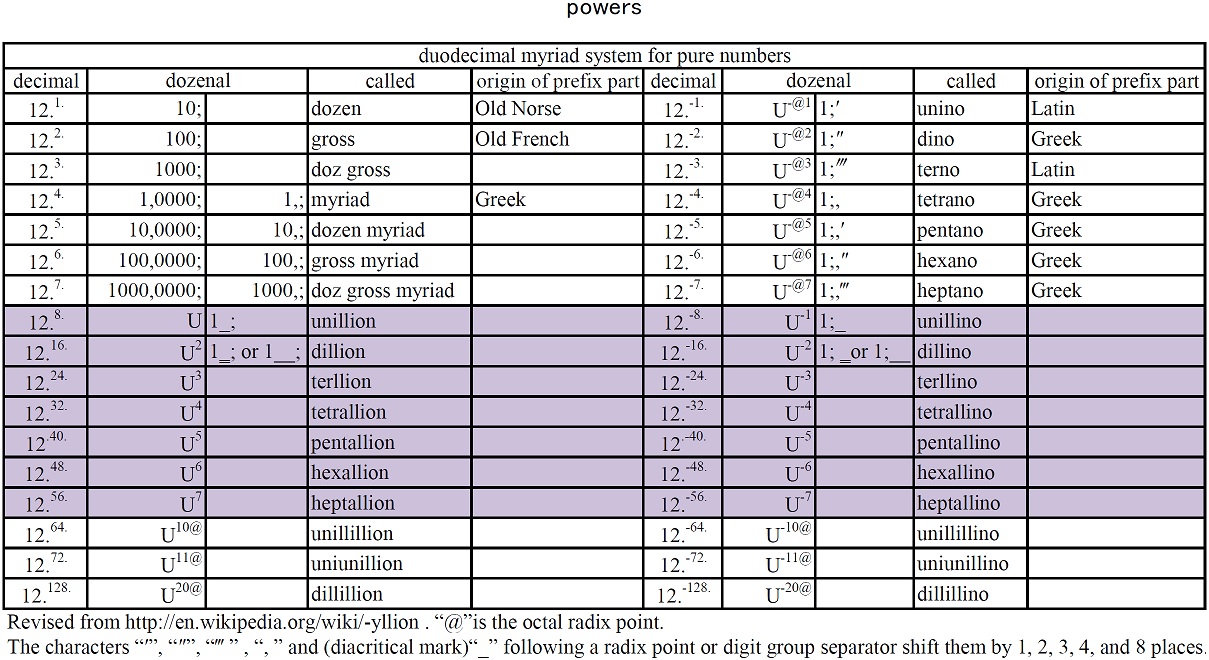 powers
duodecimal myriad system for pure numbers
decimal dozenal called origin of prefix part decimal dozenal called origin of prefix part
12.¹· 10; dozen Old Norse 12.⁻¹· U⁻@¹ 1;′ unino Latin
12.²· 100; gross Old French 12.⁻²· U⁻@² 1;″ dino Greek
12.³· 1000; doz gross 12.⁻³· U⁻@³ 1;‴ terno Latin
12.⁴· 1,0000; 1,; myriad Greek 12.⁻⁴· U⁻@⁴ 1;, tetrano Greek
12.⁵· 10,0000; 10,; dozen myriad 12.⁻⁵· U⁻@⁵ 1;,′ pentano Greek
12.⁶· 100,0000; 100,; gross myriad 12.⁻⁶· U⁻@⁶ 1;,″ hexano Greek
12.⁷· 1000,0000; 1000,; doz gross myriad 12.⁻⁷· U⁻@⁷ 1;,‴ heptano Greek
12.⁸· U 1_; unillion 12.⁻⁸· U⁻¹ 1;_ unillino
12.¹⁶· U² 1‗; or 1__; dillion 12.⁻¹⁶· U⁻² 1; ‗or 1;__ dillino
12.²⁴· U³ terllion 12.⁻²⁴· U⁻³ terllino
12.³²· U⁴ tetrallion 12.⁻³²· U⁻⁴ tetrallino
12.⁴⁰· U⁵ pentallion 12.⁻⁴⁰· U⁻⁵ pentallino
12.⁴⁸· U⁶ hexallion 12.⁻⁴⁸· U⁻⁶ hexallino
12.⁵⁶· U⁷ heptallion 12.⁻⁵⁶· U⁻⁷ heptallino
12.⁶⁴· U¹⁰@ unillillion 12.⁻⁶⁴· U⁻¹⁰@ unillillino
12.⁷²· U¹¹@ uniunillion 12.⁻⁷²· U⁻¹¹@ uniunillino
12.¹²⁸· U²⁰@ dillillion 12.⁻¹²⁸· U⁻²⁰@ dillillino
Revised from http://en.wikipedia.org/wiki/-yllion . “@”is the octal radix point.
The characters “′”, “″”, “‴ ” , “, ” and (diacritical mark)“_” following a radix point or digit group separator shift them by 1, 2, 3, 4, and 8 places.